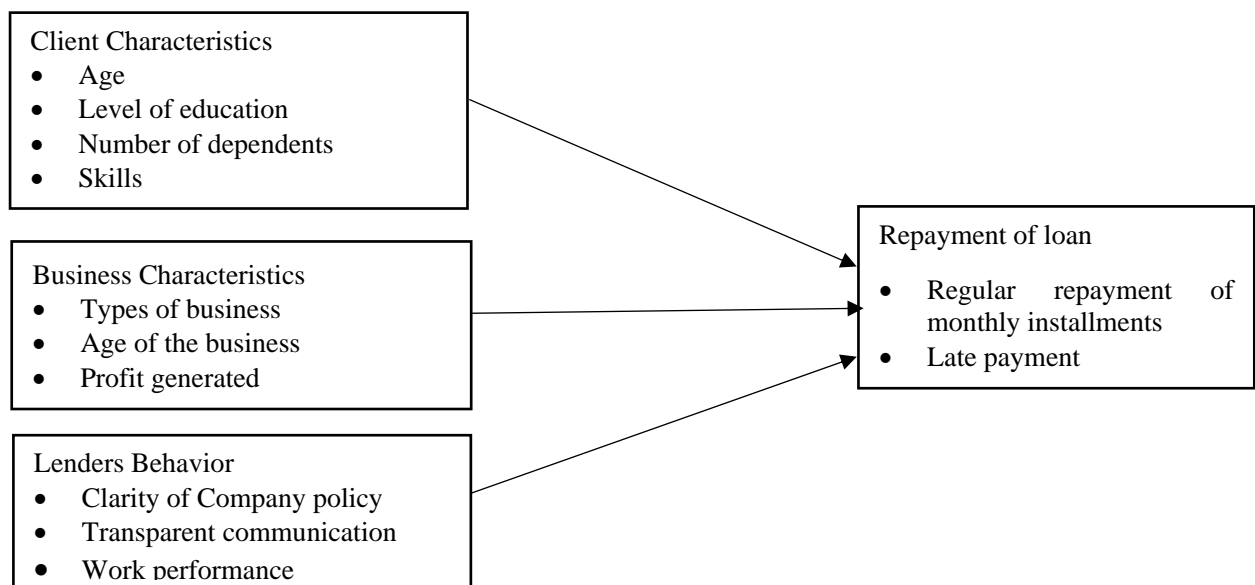 Client Characteristics
• Age
• Level of education
• Number of dependents
• Skills
Business Characteristics
• Types of business
• Age of the business
• Profit generated
Lenders Behavior
• Clarity of Company policy
• Transparent communication
• Work performance
Repayment of loan
• Regular repayment of
monthly installments
• Late payment